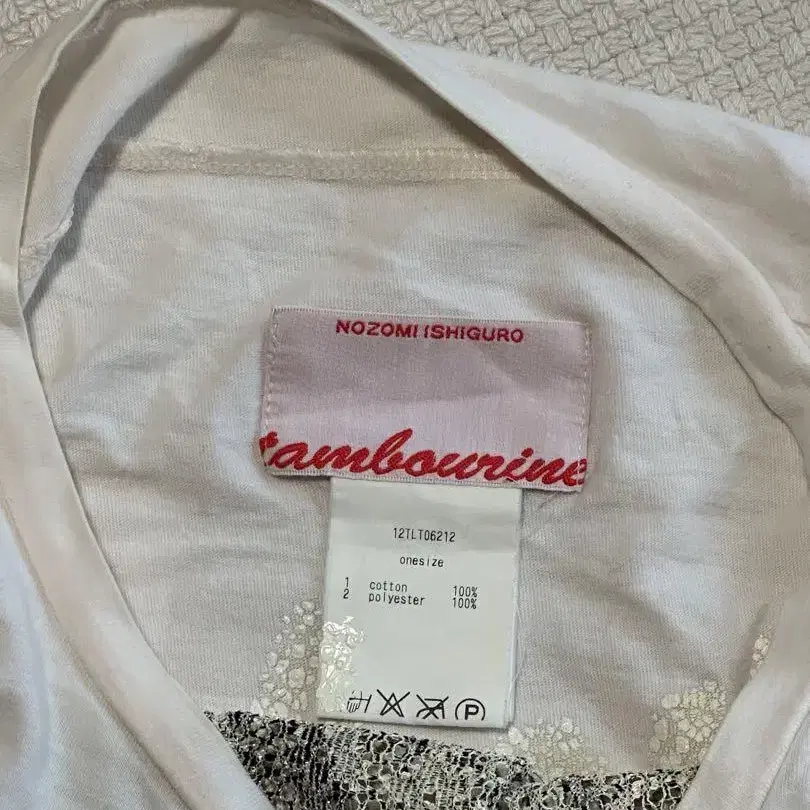 NOZOMI ISHIGURO
tambourine
12TLT06212
onesize
1 cotton 100%
2 polyester 100%
P